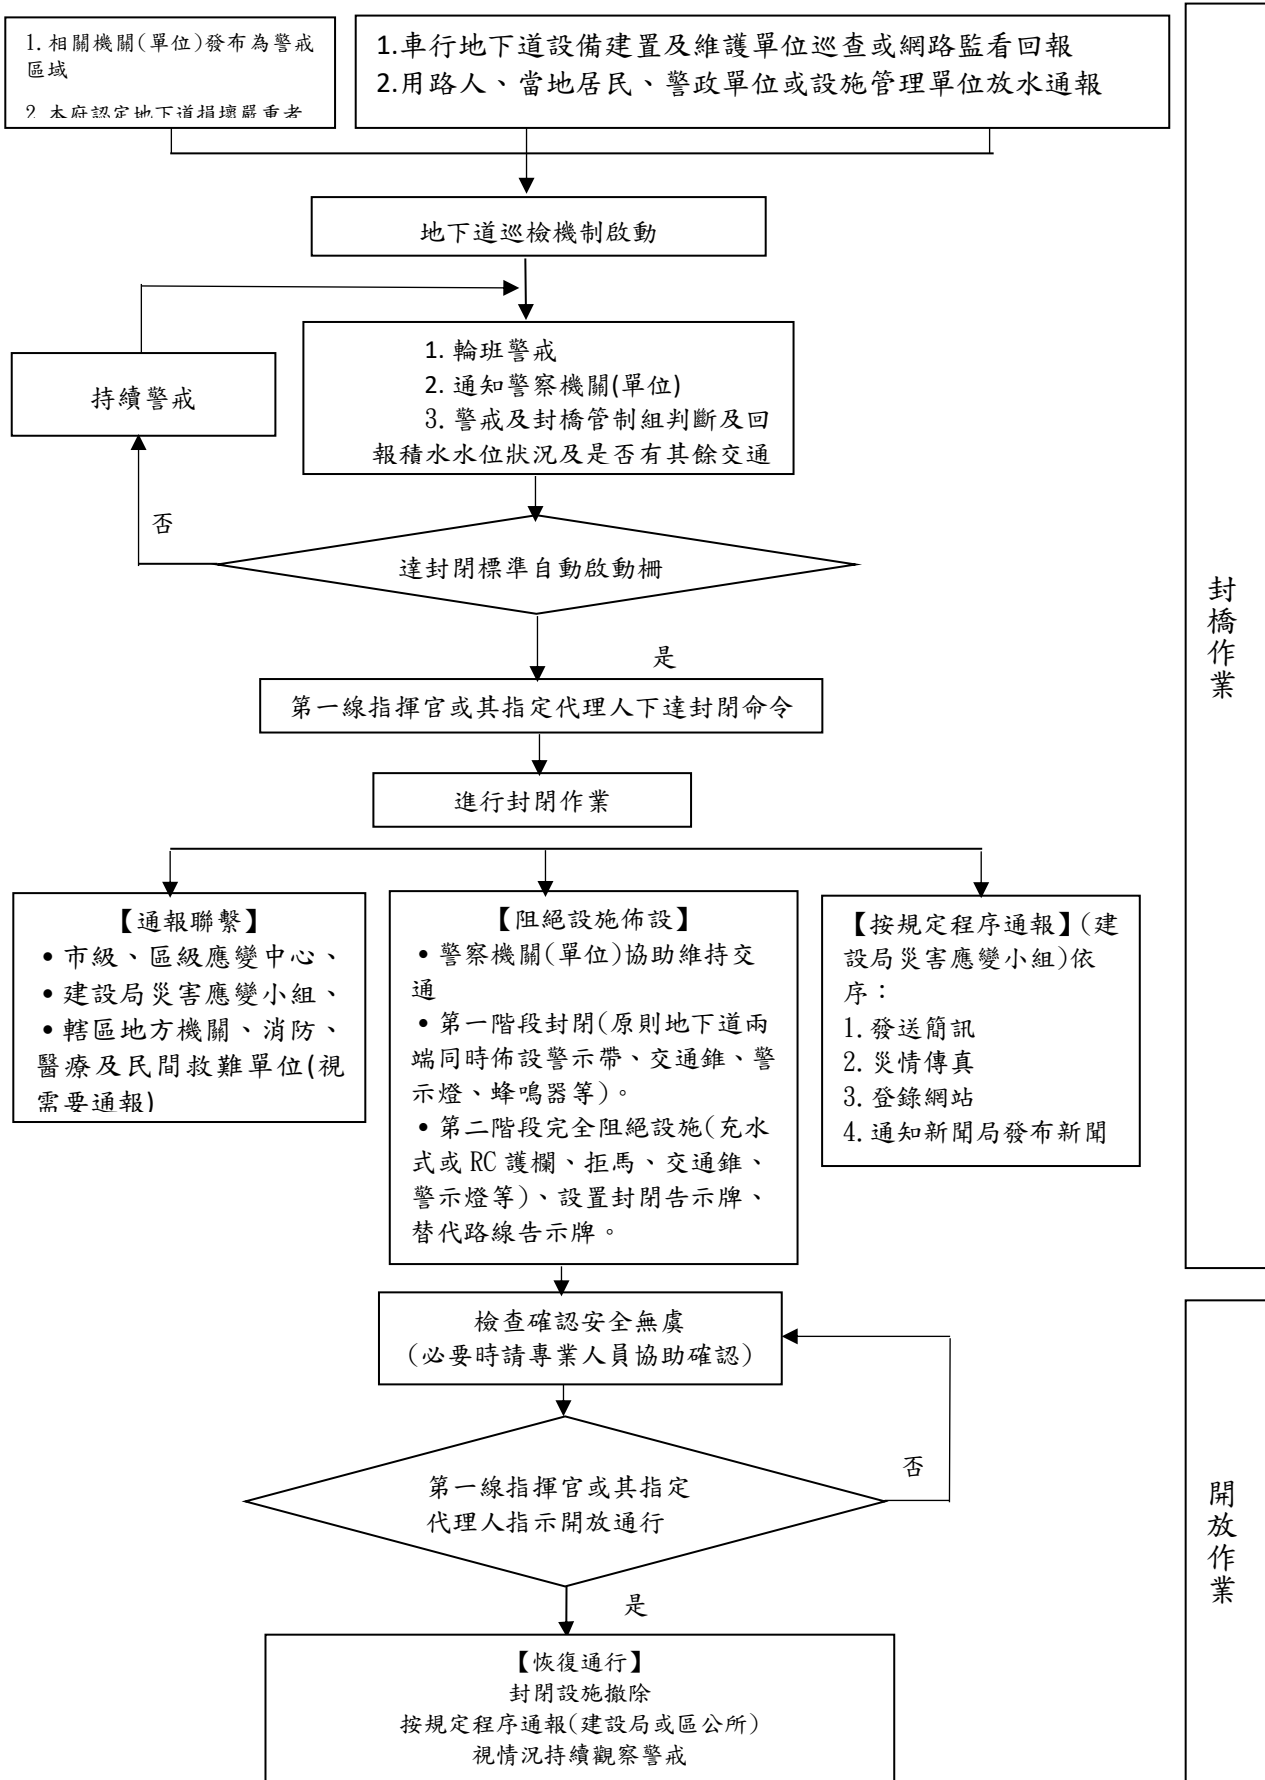 1. 相關機關(單位)發布為警戒
區域
2. 本府認定地下道損壞嚴重者
1.車行地下道設備建置及維護單位巡查或網路監看回報
2.用路人、當地居民、警政單位或設施管理單位放水通報
地下道巡檢機制啟動
持續警戒
1. 輪班警戒
2. 通知警察機關(單位)
3. 警戒及封橋管制組判斷及回
報積水水位狀況及是否有其餘交通
否
達封閉標準自動啟動柵
是
第一線指揮官或其指定代理人下達封閉命令
進行封閉作業
【通報聯繫】
• 市級、區級應變中心、
• 建設局災害應變小組、
• 轄區地方機關、消防、
醫療及民間救難單位(視
需要通報)
【阻絕設施佈設】
• 警察機關(單位)協助維持交
通
• 第一階段封閉(原則地下道兩
端同時佈設警示帶、交通錐、警
示燈、蜂鳴器等)。
• 第二階段完全阻絕設施(充水
式或 RC 護欄、拒馬、交通錐、
警示燈等)、設置封閉告示牌、
替代路線告示牌。
【按規定程序通報】(建
設局災害應變小組)依
序：
1. 發送簡訊
2. 災情傳真
3. 登錄網站
4. 通知新聞局發布新聞
封橋作業
檢查確認安全無虞
(必要時請專業人員協助確認)
否
第一線指揮官或其指定
代理人指示開放通行
是
【恢復通行】
封閉設施撤除
按規定程序通報(建設局或區公所)
視情況持續觀察警戒
開放作業